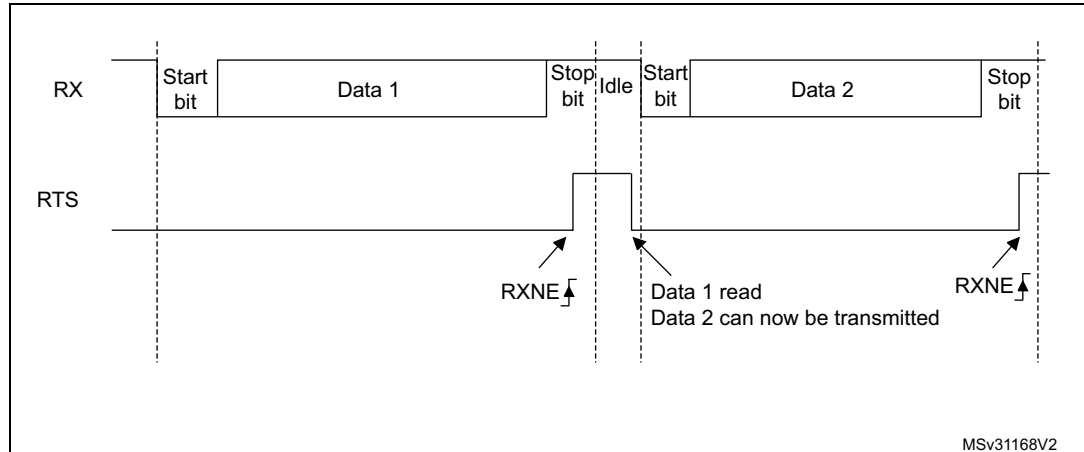 RX
Start
bit
Data 1
Stop
bit
Idle
Start
bit
Data 2
Stop
bit
RTS
RXNE
Data 1 read
Data 2 can now be transmitted
RXNE
MSv31168V2